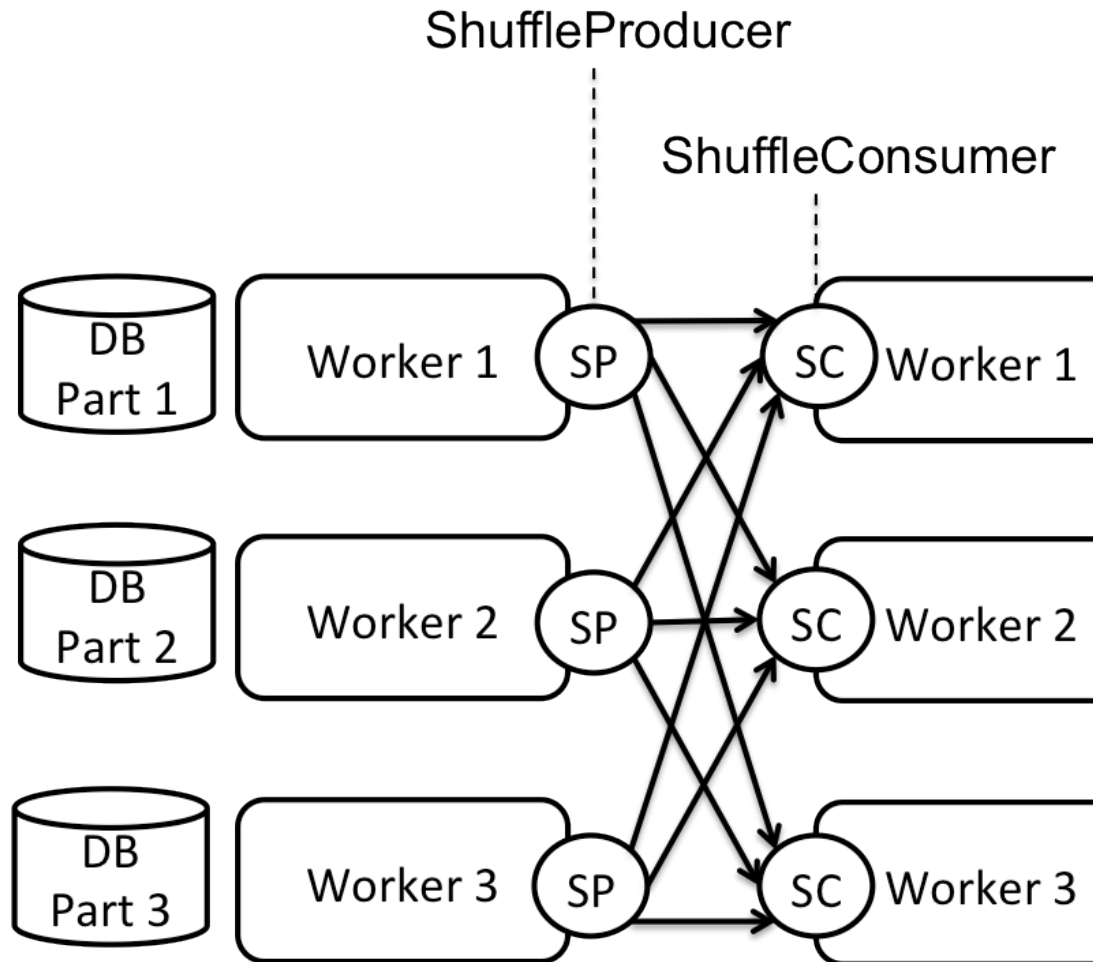 ShuffleProducer
ShuffleConsumer
DB
Part 1
Worker 1
SP
SC
Worker 1
DB
Part 2
Worker 2
SP
SC
Worker 2
DB
Part 3
Worker 3
SP
SC
Worker 3